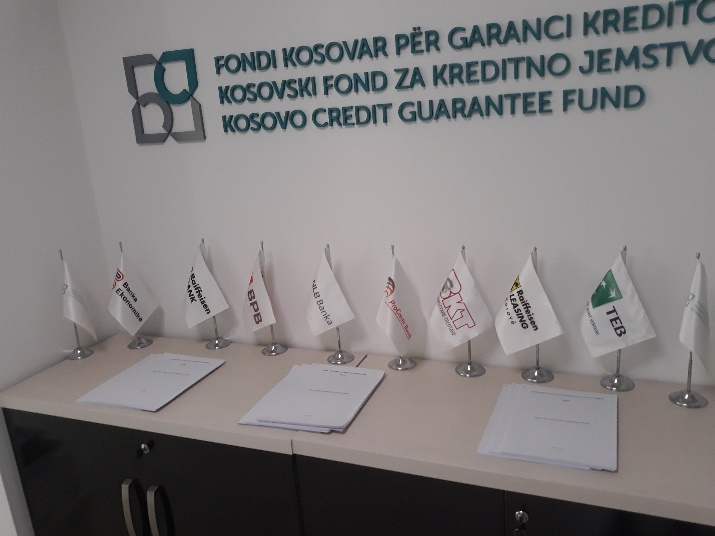 FONDI KOSOVAR PËR GARANCI KREDITO
KOSOVSKI FOND ZA KREDITNO JEMSTVO
KOSOVO CREDIT GUARANTEE FUND
Banka
Ekonomike
Raiffeisen
BANK
BPB
NLB Banka
ProCredit Bank
BKT
Raiffeisen
LEASING
Kosovë
TEB